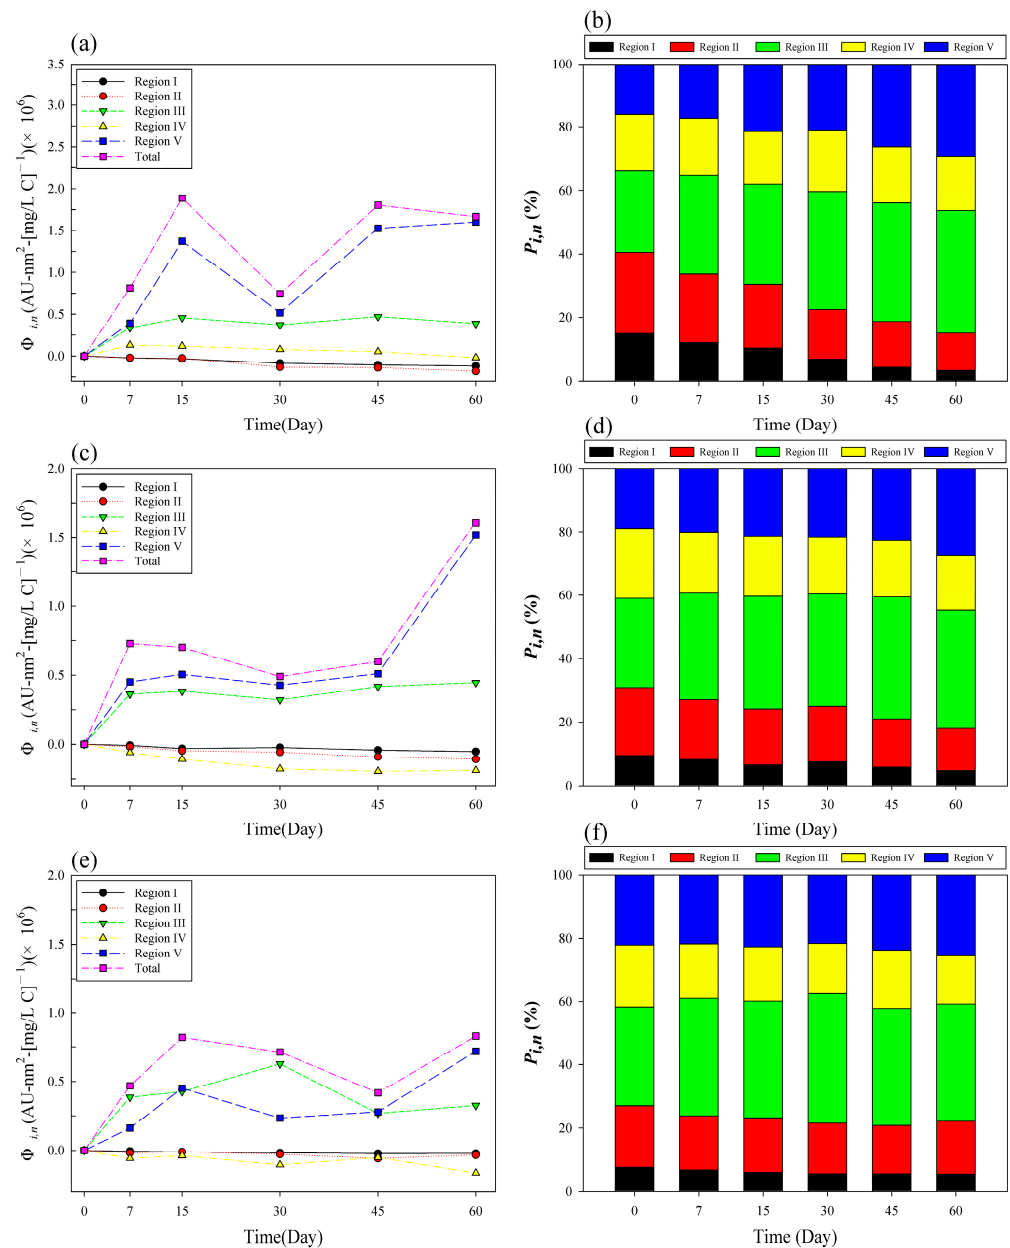 (a)
Φ i,n (AU-nm²-[mg/L C]⁻¹)(× 10⁶)
3.5
3.0
2.5
2.0
1.5
1.0
0.5
0.0
Region I
Region II
Region III
Region IV
Region V
Total
0 7 15 30 45 60
Time(Day)
(b)
Region I Region II Region III Region IV Region V
P i,n (%)
100
80
60
40
20
0
0 7 15 30 45 60
Time (Day)
(c)
Φ i,n (AU-nm²-[mg/L C]⁻¹)(× 10⁶)
2.0
1.5
1.0
0.5
0.0
Region I
Region II
Region III
Region IV
Region V
Total
0 7 15 30 45 60
Time(Day)
(d)
Region I Region II Region III Region IV Region V
P i,n (%)
100
80
60
40
20
0
0 7 15 30 45 60
Time (Day)
(e)
Φ i,n (AU-nm²-[mg/L C]⁻¹)(× 10⁶)
2.0
1.5
1.0
0.5
0.0
Region I
Region II
Region III
Region IV
Region V
Total
0 7 15 30 45 60
Time(Day)
(f)
Region I Region II Region III Region IV Region V
P i,n (%)
100
80
60
40
20
0
0 7 15 30 45 60
Time (Day)